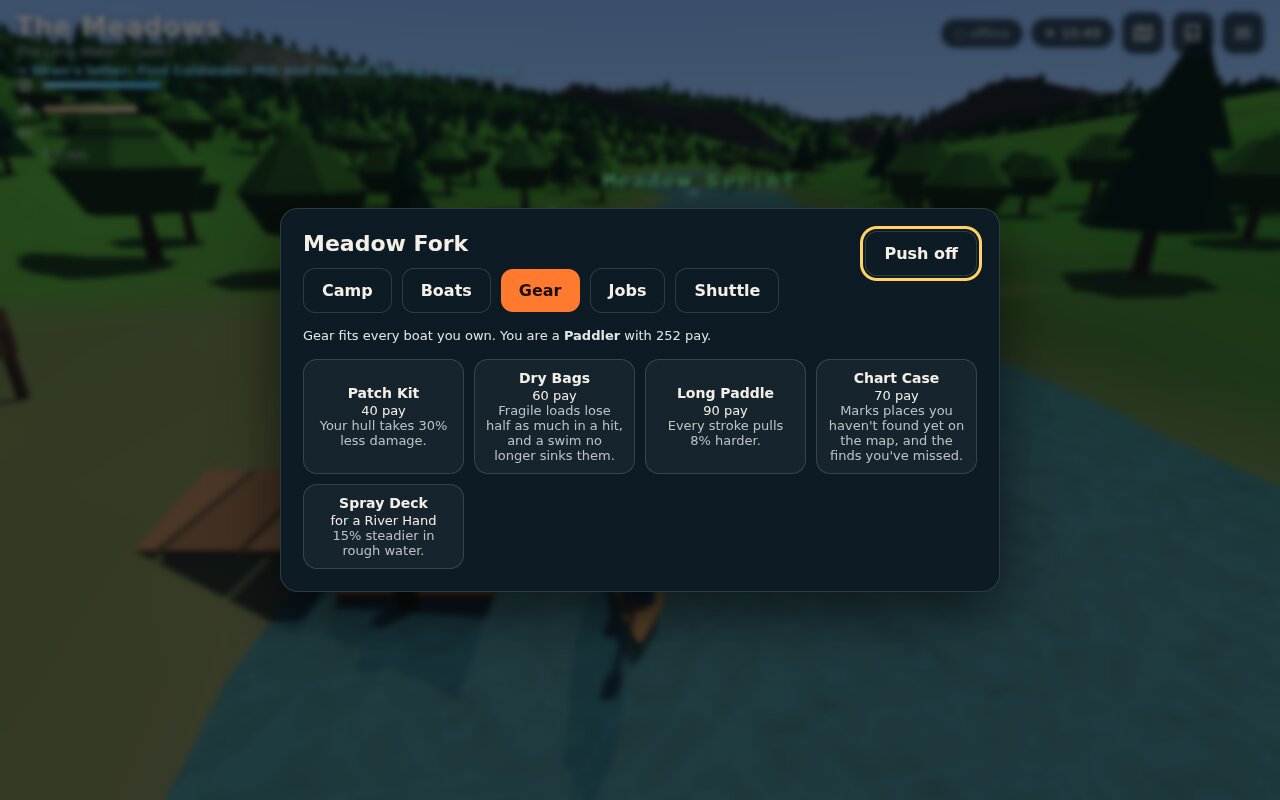 The Meadows
Meadow Sprint
Meadow Fork
Push off
Camp
Boats
Gear
Jobs
Shuttle
Gear fits every boat you own. You are a Paddler with 252 pay.
Patch Kit
40 pay
Your hull takes 30%
less damage.
Dry Bags
60 pay
Fragile loads lose
half as much in a hit,
and a swim no
longer sinks them.
Long Paddle
90 pay
Every stroke pulls
8% harder.
Chart Case
70 pay
Marks places you
haven't found yet on
the map, and the
finds you've missed.
Spray Deck
for a River Hand
15% steadier in
rough water.